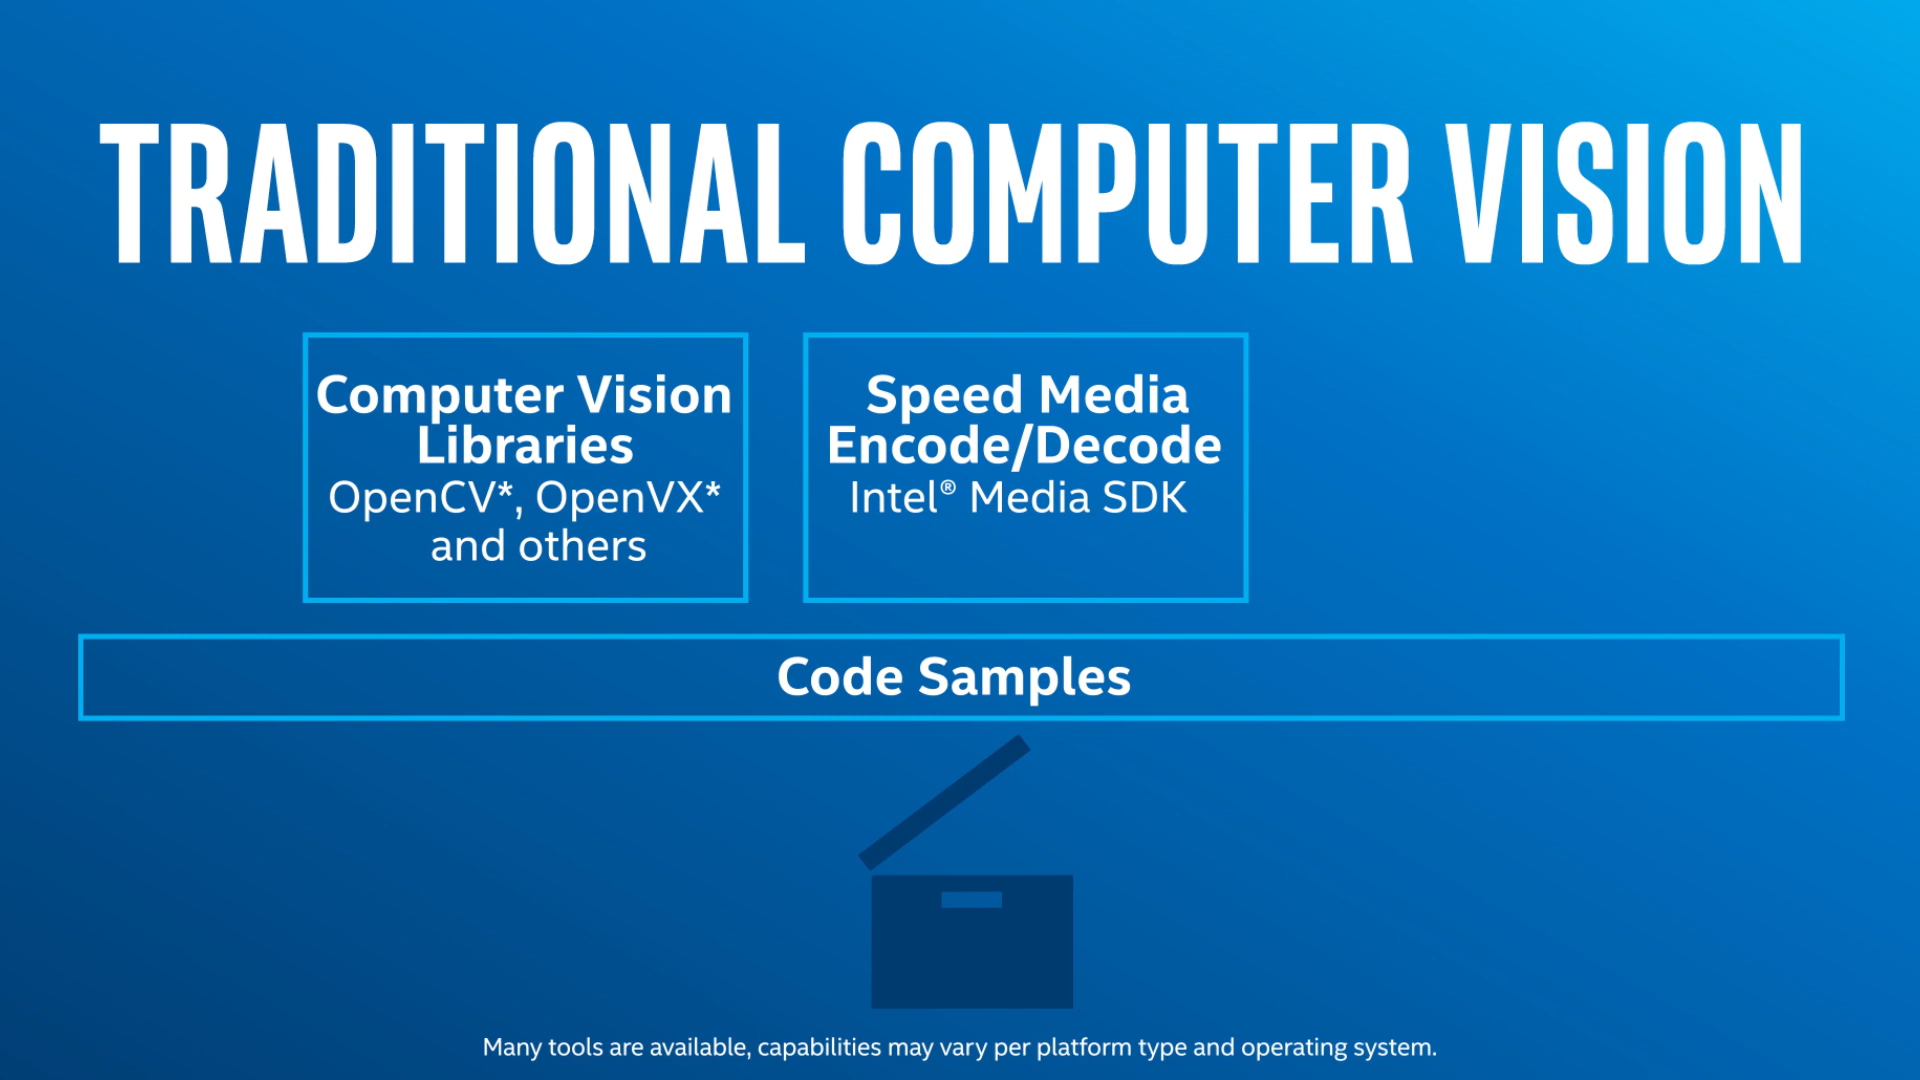 TRADITIONAL COMPUTER VISION
Computer Vision
Libraries
OpenCV*, OpenVX*
and others
Speed Media
Encode/Decode
Intel® Media SDK
Code Samples
Many tools are available, capabilities may vary per platform type and operating system.